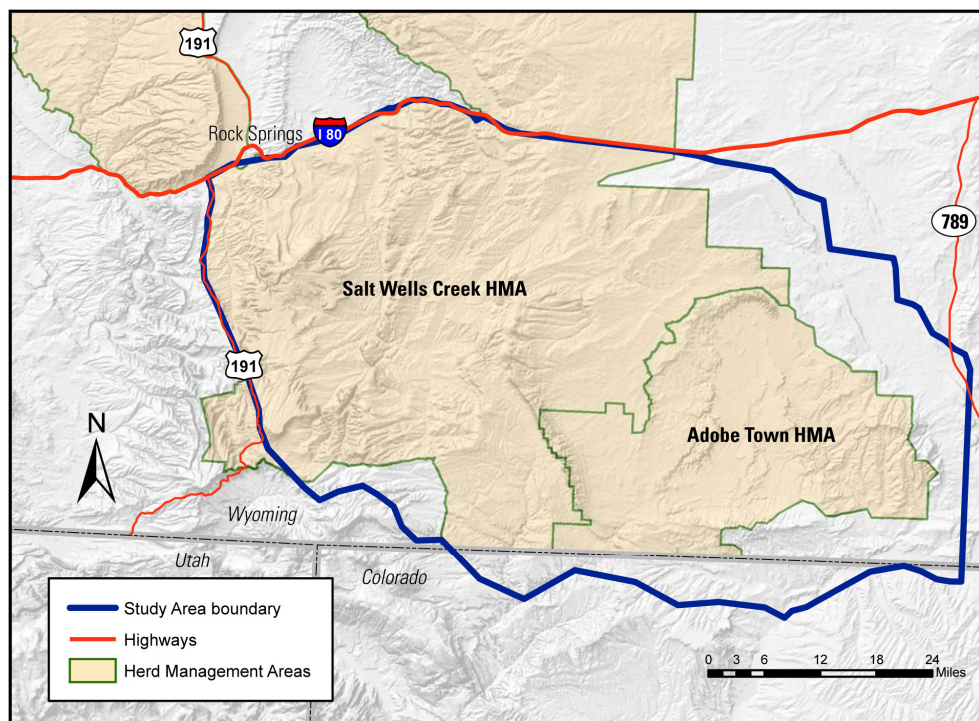 191
Rock Springs
I 80
789
Salt Wells Creek HMA
191
Adobe Town HMA
N
Wyoming
Utah
Colorado
Study Area boundary
Highways
Herd Management Areas
0 3 6 12 18 24
Miles